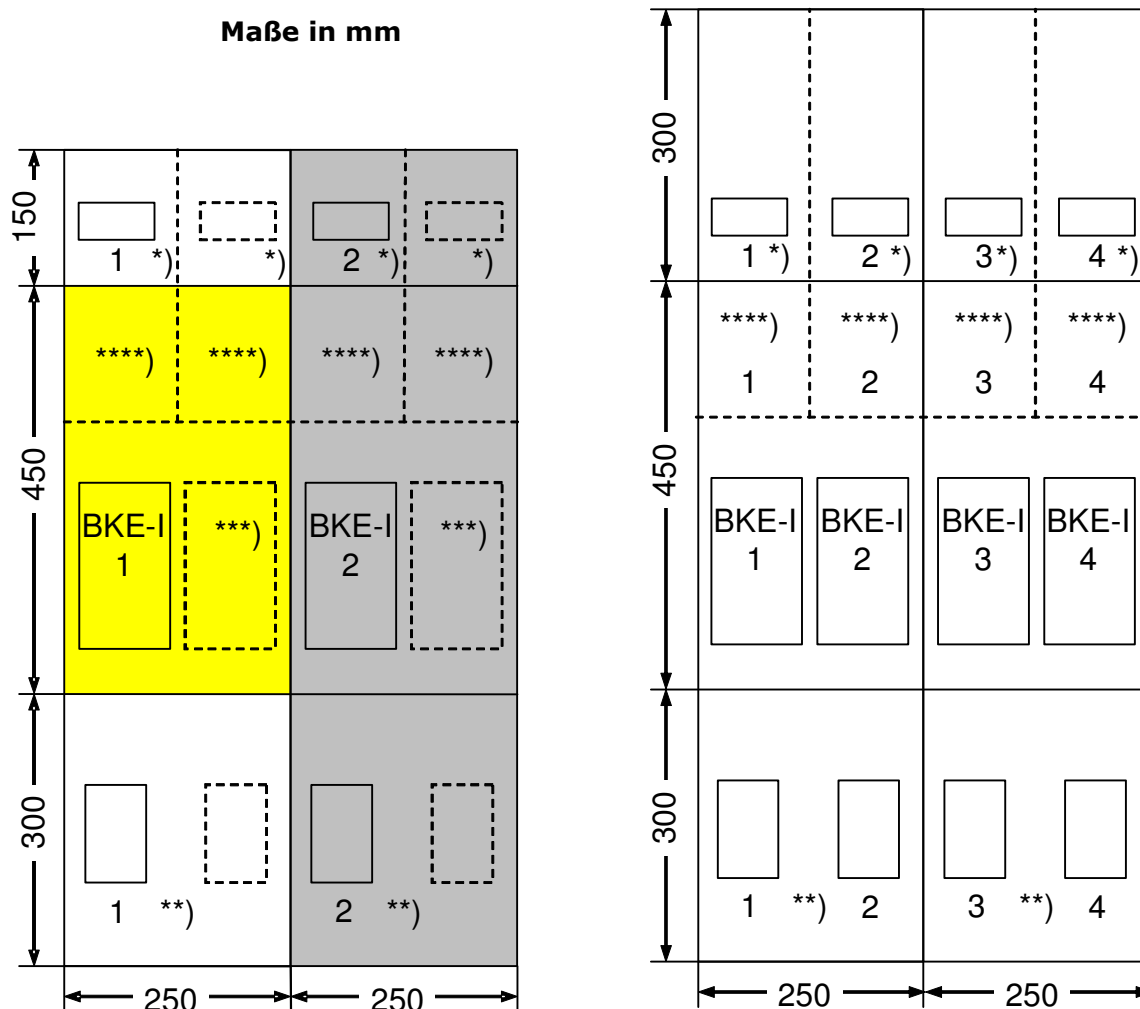 Maße in mm
150
1 *) *) 2 *) *)
450
****) ****) ****) ****)
BKE-I ***) BKE-I ***)
1 2
300
1 **) 2 **)
250 250
300
1 *) 2 *) 3 *) 4 *)
450
****) ****) ****) ****)
1 2 3 4
BKE-I BKE-I BKE-I BKE-I
1 2 3 4
300
1 **) 2 3 **) 4
250 250